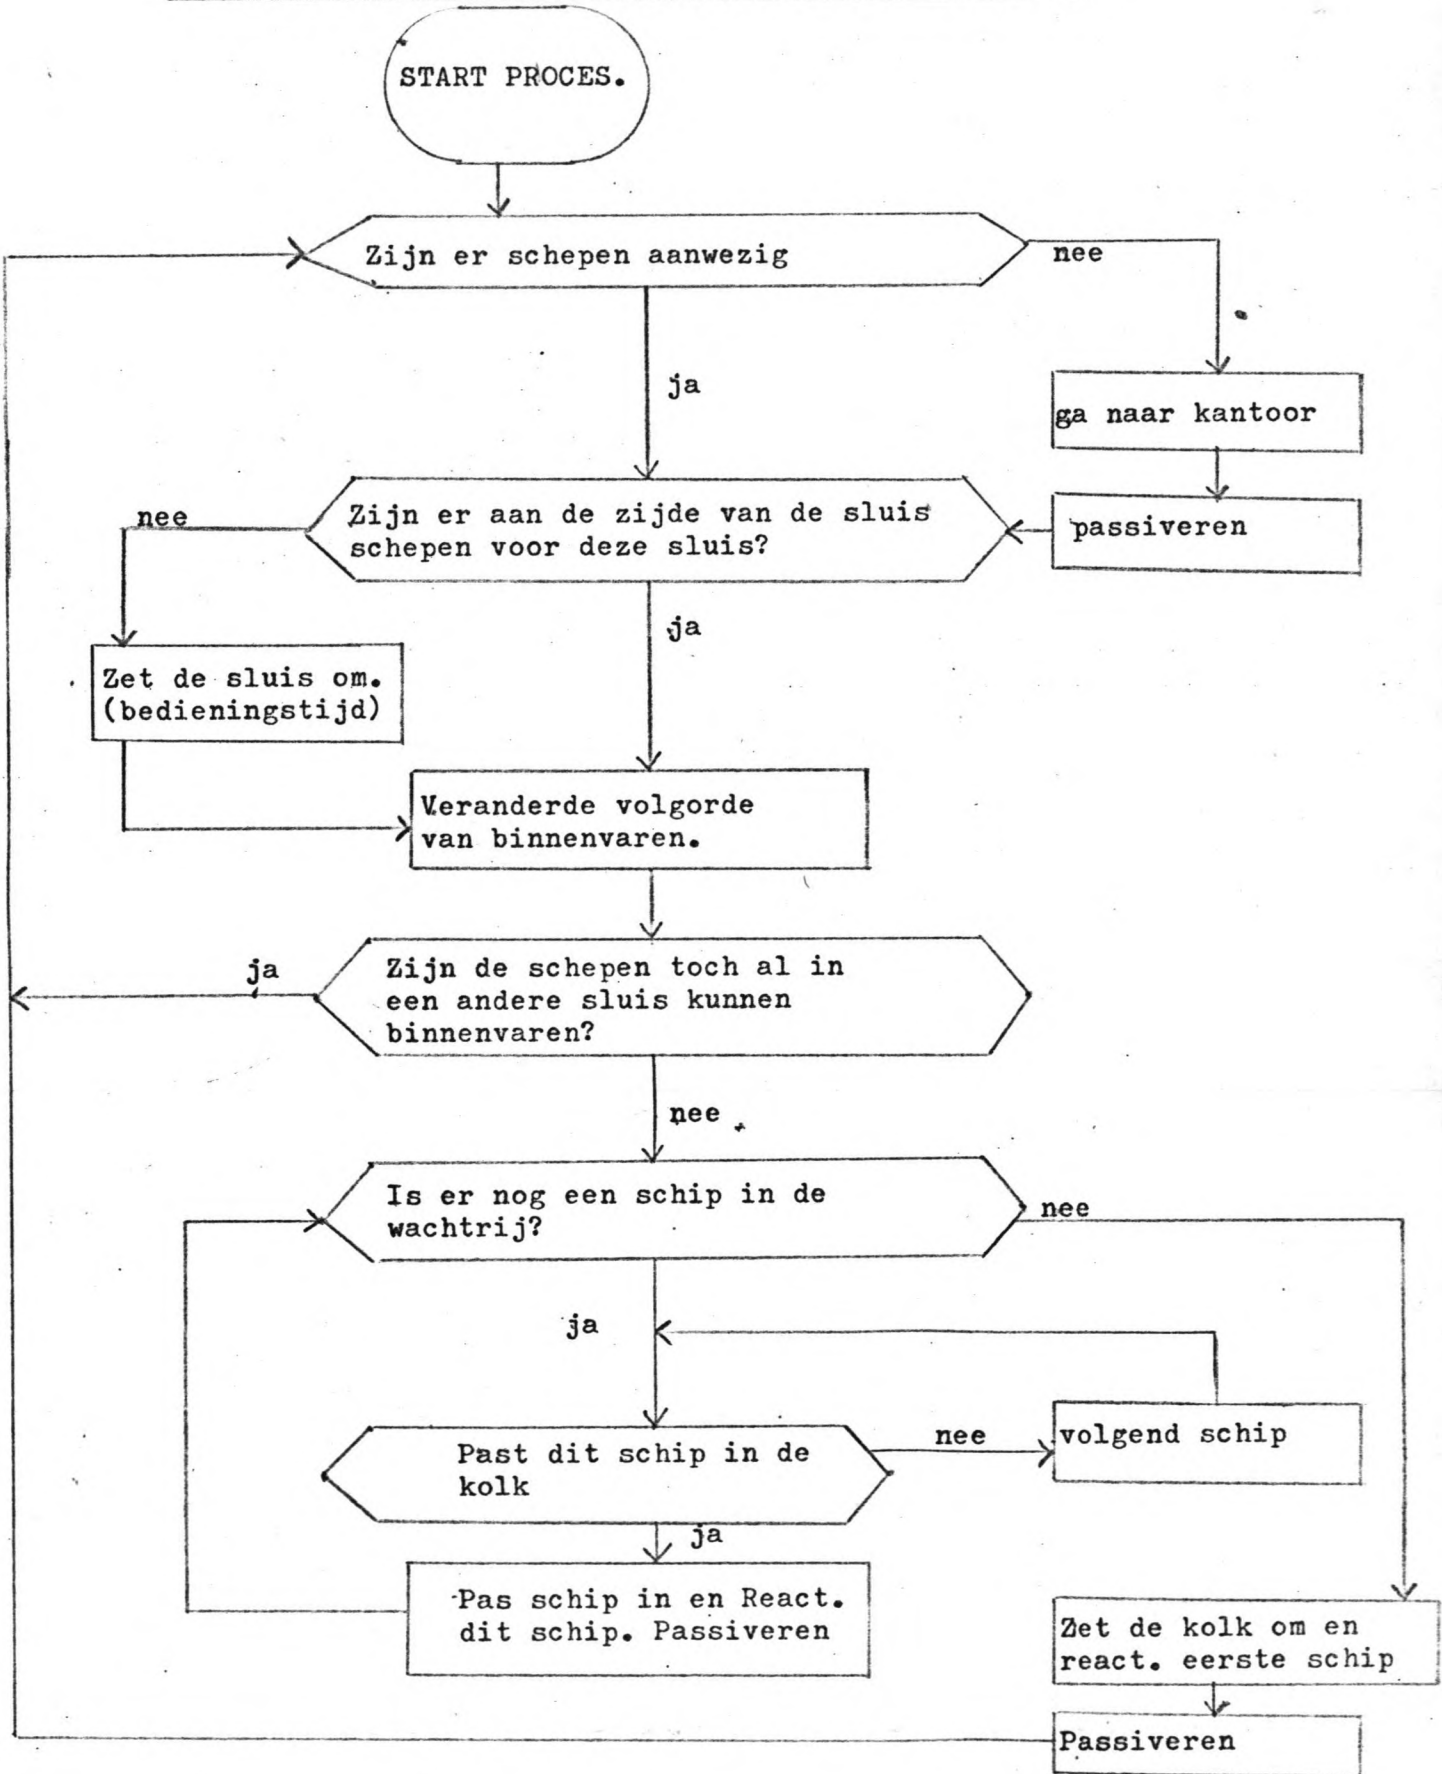 START PROCES.
Zijn er schepen aanwezig
nee
ja
ga naar kantoor
passiveren
Zijn er aan de zijde van de sluis
schepen voor deze sluis?
nee
ja
Zet de sluis om.
(bedieningstijd)
Veranderde volgorde
van binnenvaren.
Zijn de schepen toch al in
een andere sluis kunnen
binnenvaren?
ja
nee
Is er nog een schip in de
wachtrij?
nee
ja
Past dit schip in de
kolk
nee
volgend schip
ja
Pas schip in en React.
dit schip. Passiveren
Zet de kolk om en
react. eerste schip
Passiveren